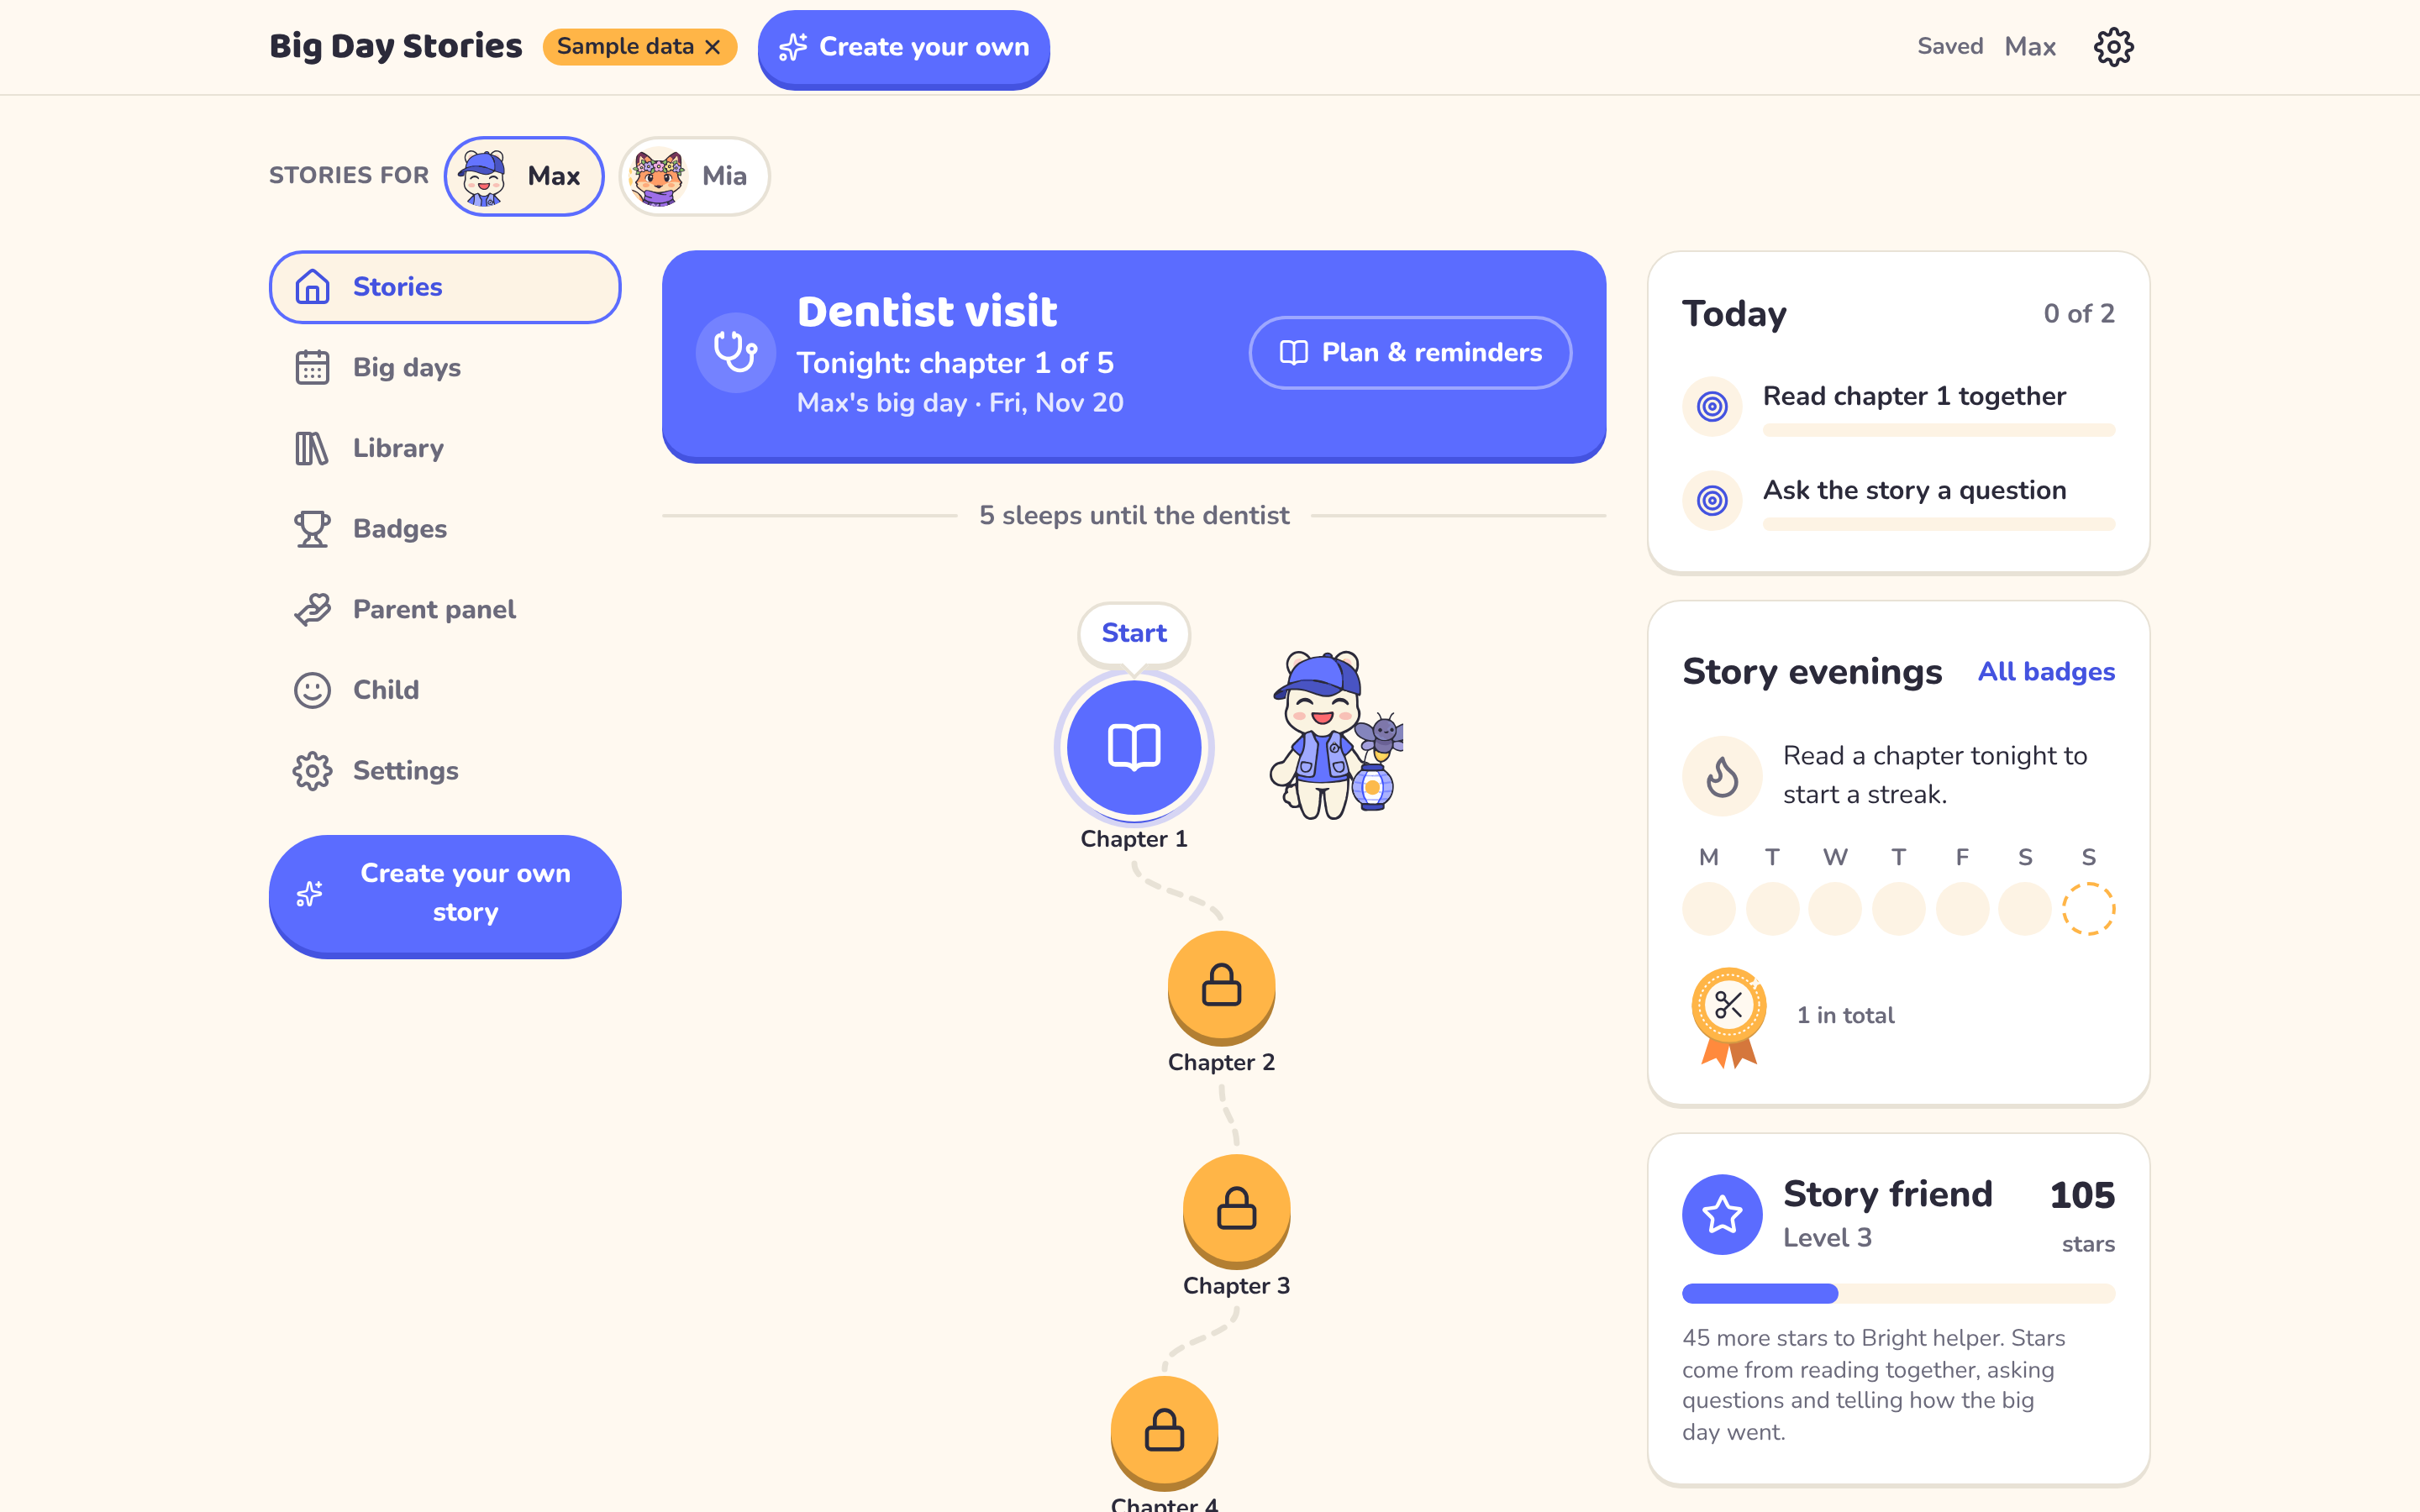 Big Day Stories
Sample data
Create your own
Saved
Max
STORIES FOR
Max
Mia
Stories
Big days
Library
Badges
Parent panel
Child
Settings
Create your own
story
Dentist visit
Tonight: chapter 1 of 5
Max's big day · Fri, Nov 20
Plan & reminders
5 sleeps until the dentist
Start
Chapter 1
Chapter 2
Chapter 3
Chapter 4
Today
0 of 2
Read chapter 1 together
Ask the story a question
Story evenings
All badges
Read a chapter tonight to
start a streak.
M T W T F S S
1 in total
Story friend
105
Level 3
stars
45 more stars to Bright helper. Stars
come from reading together, asking
questions and telling how the big
day went.